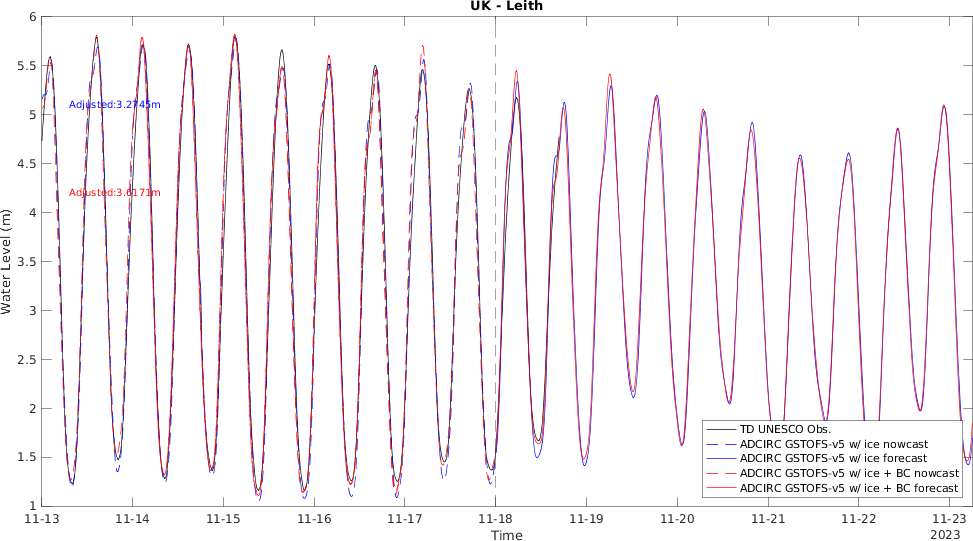 UK - Leith
6
5.5
5
4.5
4
3.5
3
2.5
2
1.5
1
Water Level (m)
Adjusted:3.2745m
Adjusted:3.6171m
TD UNESCO Obs.
ADCIRC GSTOFS-v5 w/ ice nowcast
ADCIRC GSTOFS-v5 w/ ice forecast
ADCIRC GSTOFS-v5 w/ ice + BC nowcast
ADCIRC GSTOFS-v5 w/ ice + BC forecast
11-13 11-14 11-15 11-16 11-17 11-18 11-19 11-20 11-21 11-22 11-23
2023
Time